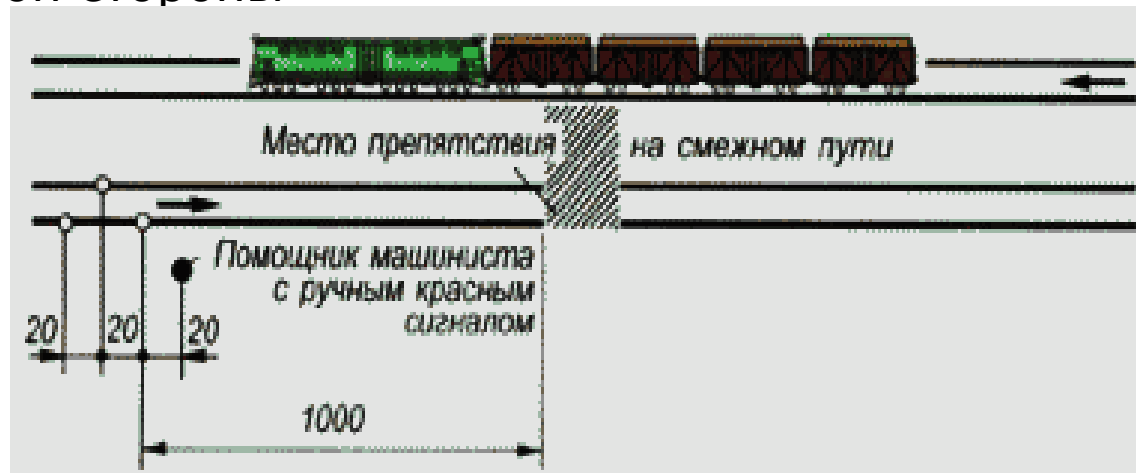 Место препятствия на смежном пути
Помощник машиниста
с ручным красным
сигналом
20 20 20
1000